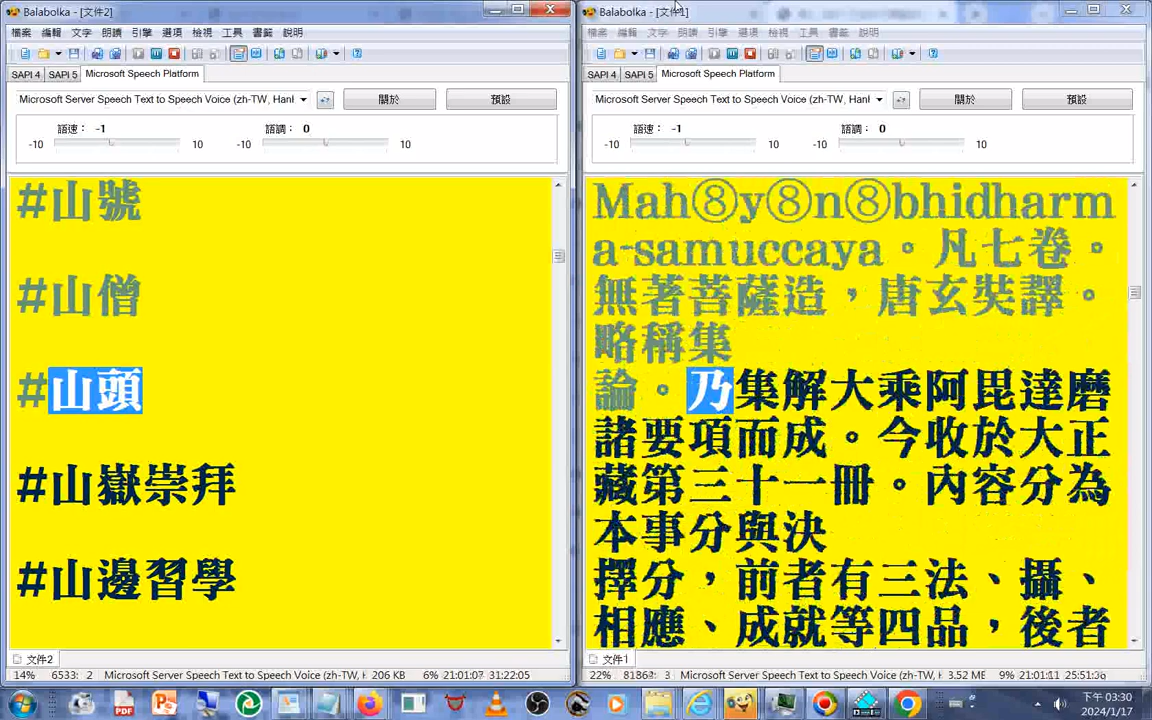 Balabolka - [文件2]
檔案 編輯 文字 朗讀 引擎 選項 檢視 工具 書籤 說明
SAPI 4 SAPI 5 Microsoft Speech Platform
Microsoft Server Speech Text to Speech Voice (zh-TW, Hanl
關於 預設
語速： -1 語調： 0
-10 10 -10 10
#山號
#山僧
#山頭
#山嶽崇拜
#山邊習學
文件2
14% 6533: 2 Microsoft Server Speech Text to Speech Voice (zh-TW, H 206 KB 6% 21:01:07 31:22:05
Balabolka - [文件1]
檔案 編輯 文字 朗讀 引擎 選項 檢視 工具 書籤 說明
SAPI 4 SAPI 5 Microsoft Speech Platform
Microsoft Server Speech Text to Speech Voice (zh-TW, Hanl
關於 預設
語速： -1 語調： 0
-10 10 -10 10
Mah⑧y⑧n⑧bhidharm
a-samuccaya。凡七卷。
無著菩薩造，唐玄奘譯。
略稱集
論。乃集解大乘阿毘達磨
諸要項而成。今收於大正
藏第三十一冊。內容分為
本事分與決
擇分，前者有三法、攝、
相應、成就等四品，後者
文件1
22% 81863: 3 Microsoft Server Speech Text to Speech Voice (zh-TW, H 3.52 MB 9% 21:01:11
下午 03:30
2024/1/17